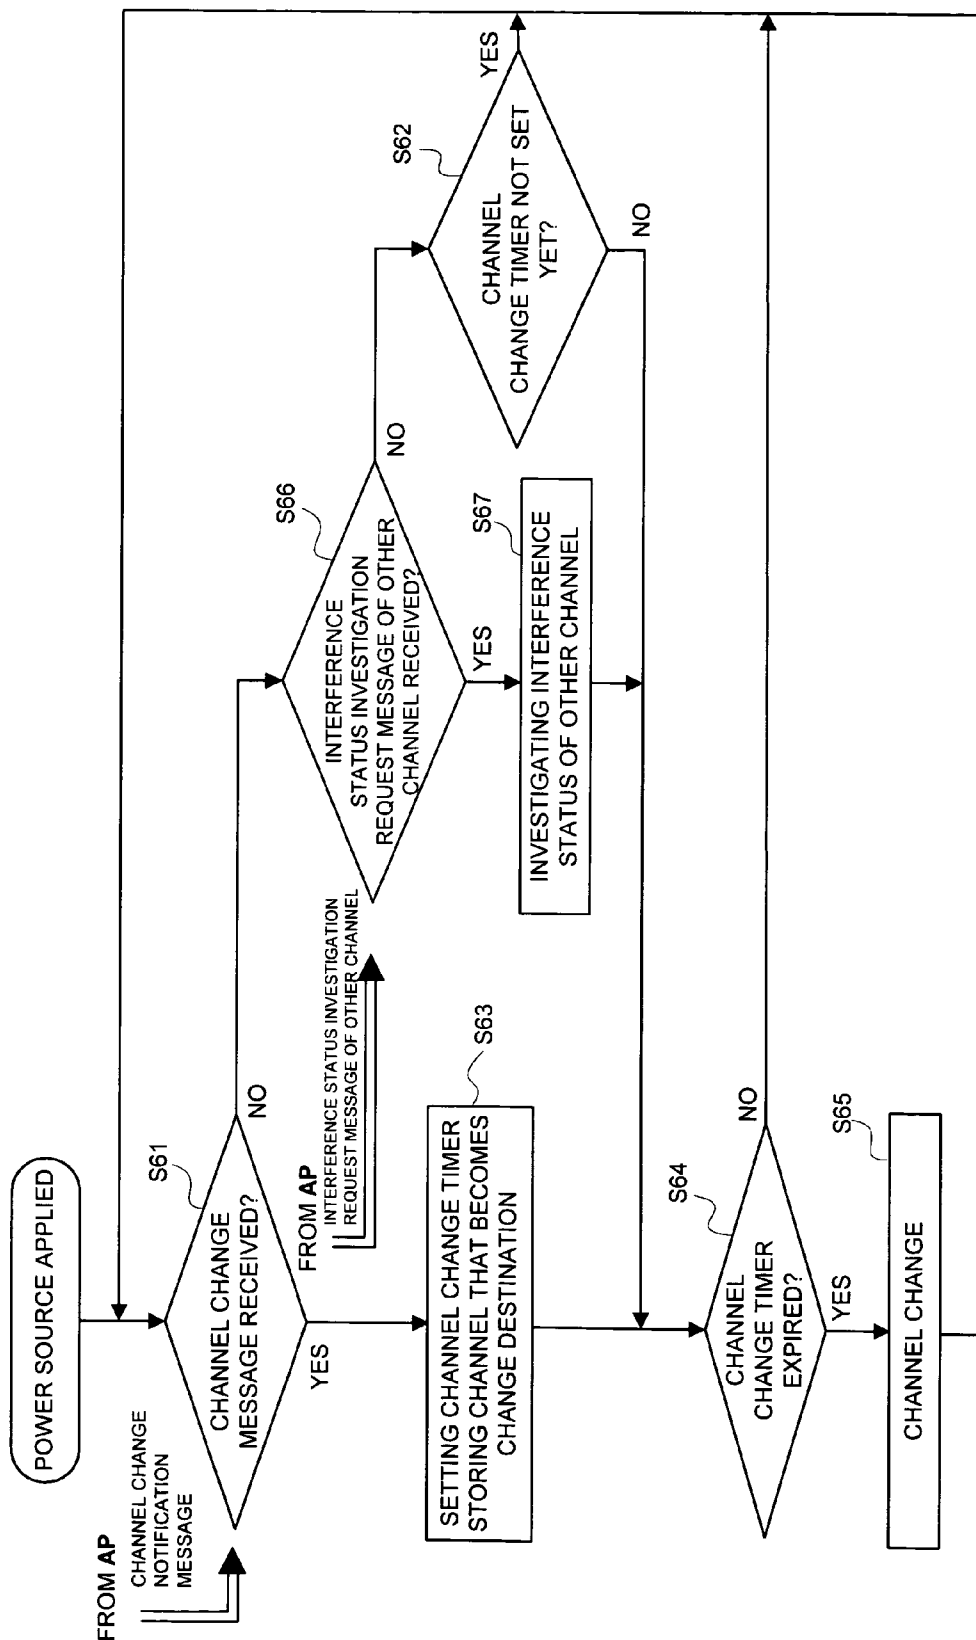 POWER SOURCE APPLIED
FROM AP
CHANNEL CHANGE
NOTIFICATION
MESSAGE
S61
CHANNEL CHANGE
MESSAGE RECEIVED?
NO
YES
FROM AP
INTERFERENCE STATUS INVESTIGATION
REQUEST MESSAGE OF OTHER CHANNEL
S66
INTERFERENCE
STATUS INVESTIGATION
REQUEST MESSAGE OF OTHER
CHANNEL RECEIVED?
NO
YES
S62
CHANNEL
CHANGE TIMER NOT SET
YET?
YES
NO
S63
SETTING CHANNEL CHANGE TIMER
STORING CHANNEL THAT BECOMES
CHANGE DESTINATION
S67
INVESTIGATING INTERFERENCE
STATUS OF OTHER CHANNEL
S64
CHANNEL
CHANGE TIMER
EXPIRED?
NO
YES
S65
CHANNEL CHANGE